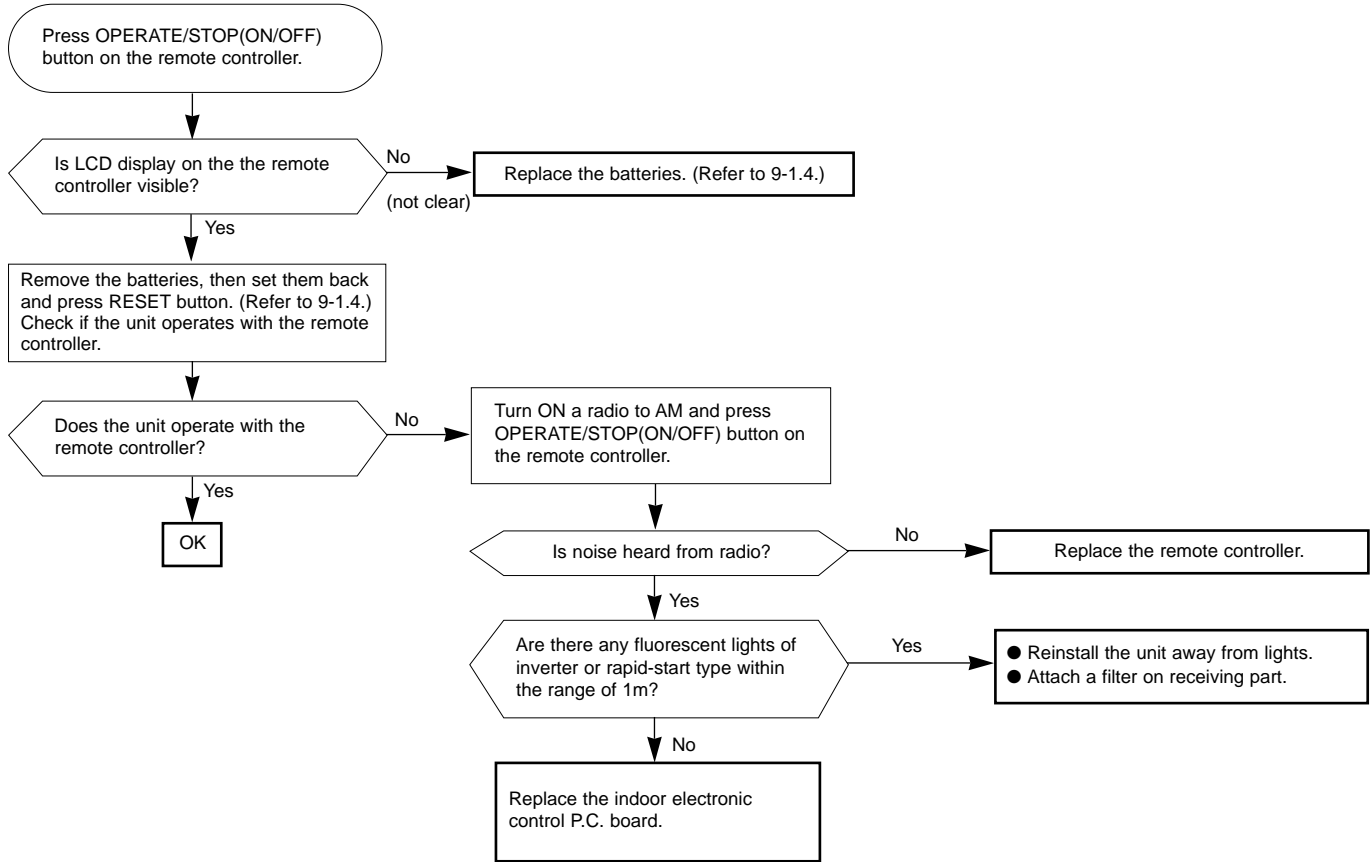 Press OPERATE/STOP(ON/OFF)
button on the remote controller.
Is LCD display on the the remote
controller visible?
No
(not clear)
Replace the batteries. (Refer to 9-1.4.)
Yes
Remove the batteries, then set them back
and press RESET button. (Refer to 9-1.4.)
Check if the unit operates with the remote
controller.
Does the unit operate with the
remote controller?
No
Turn ON a radio to AM and press
OPERATE/STOP(ON/OFF) button on
the remote controller.
Yes
OK
Is noise heard from radio?
No
Replace the remote controller.
Yes
Are there any fluorescent lights of
inverter or rapid-start type within
the range of 1m?
Yes
● Reinstall the unit away from lights.
● Attach a filter on receiving part.
No
Replace the indoor electronic
control P.C. board.